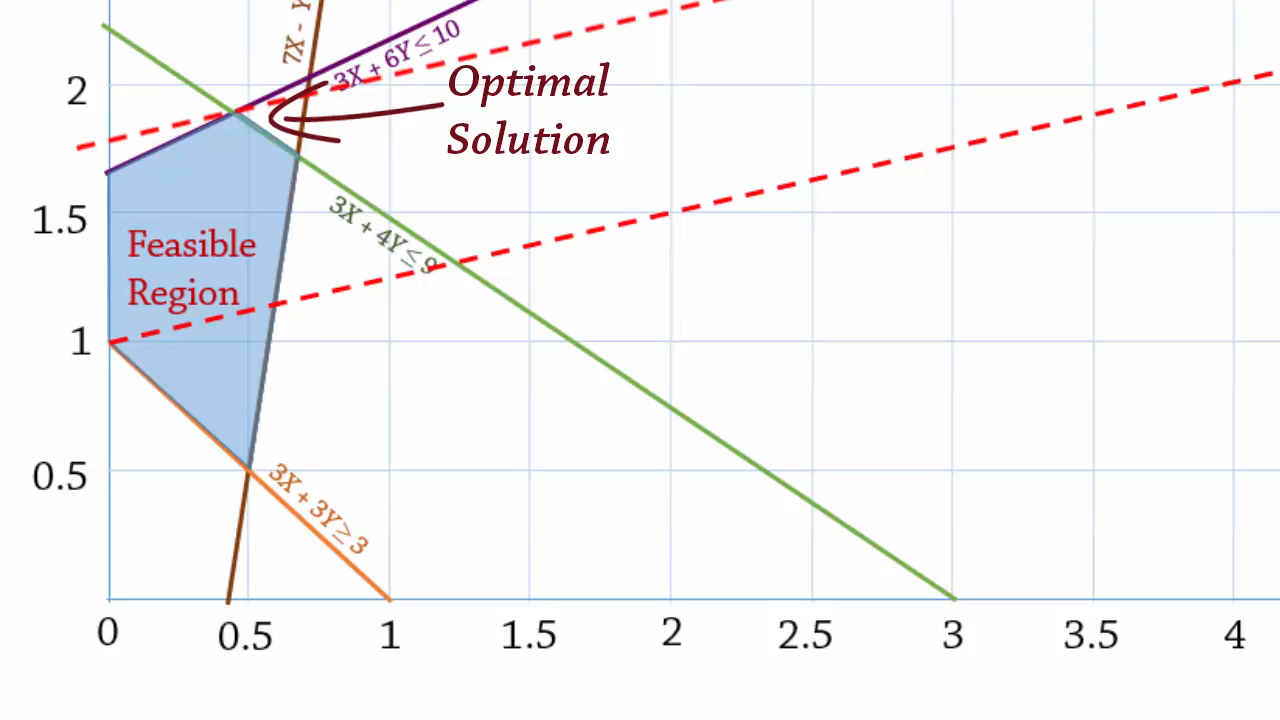 7X - Y
3X + 6Y ≤ 10
Optimal
Solution
2
1.5
3X + 4Y ≤ 9
Feasible
Region
1
0.5
3X + 3Y ≥ 3
0 0.5 1 1.5 2 2.5 3 3.5 4